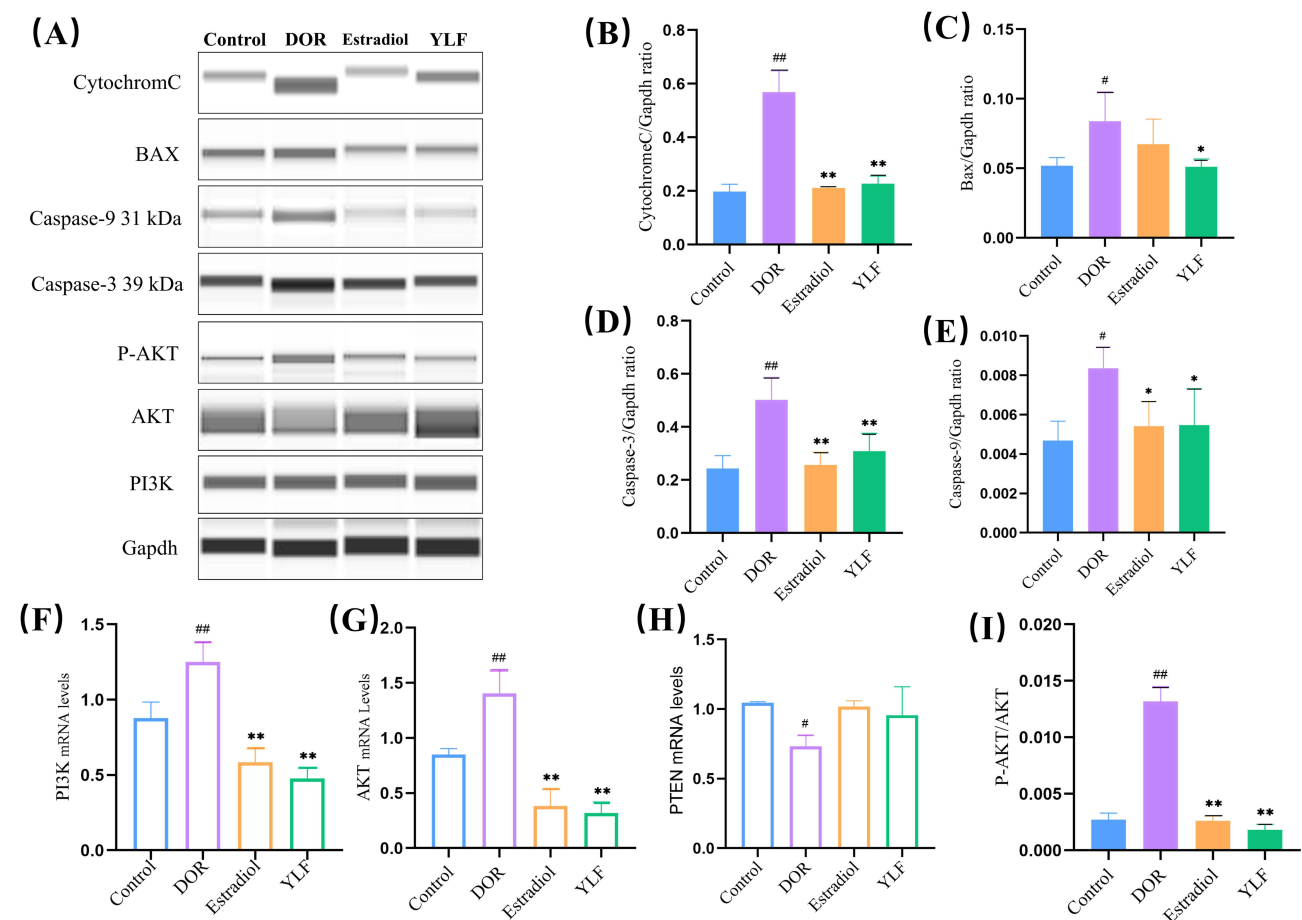 (A)
Control DOR Estradiol YLF
CytochromC
BAX
Caspase-9 31 kDa
Caspase-3 39 kDa
P-AKT
AKT
PI3K
Gapdh
(B)
CytochromeC/Gapdh ratio
0.8
0.6
0.4
0.2
0.0
##
**
**
Control
DOR
Estradiol
YLF
(C)
Bax/Gapdh ratio
0.15
0.10
0.05
0.00
#
*
Control
DOR
Estradiol
YLF
(D)
Caspase-3/Gapdh ratio
0.8
0.6
0.4
0.2
0.0
##
**
**
Control
DOR
Estradiol
YLF
(E)
Caspase-9/Gapdh ratio
0.010
0.008
0.006
0.004
0.002
0.000
#
*
*
Control
DOR
Estradiol
YLF
(F)
PI3K mRNA levels
1.5
1.0
0.5
0.0
##
**
**
Control
DOR
Estradiol
YLF
(G)
AKT mRNA Levels
2.0
1.5
1.0
0.5
0.0
##
**
**
Control
DOR
Estradiol
YLF
(H)
PTEN mRNA levels
1.5
1.0
0.5
0.0
#
Control
DOR
Estradiol
YLF
(I)
P-AKT/AKT
0.020
0.015
0.010
0.005
0.000
##
**
**
Control
DOR
Estradiol
YLF